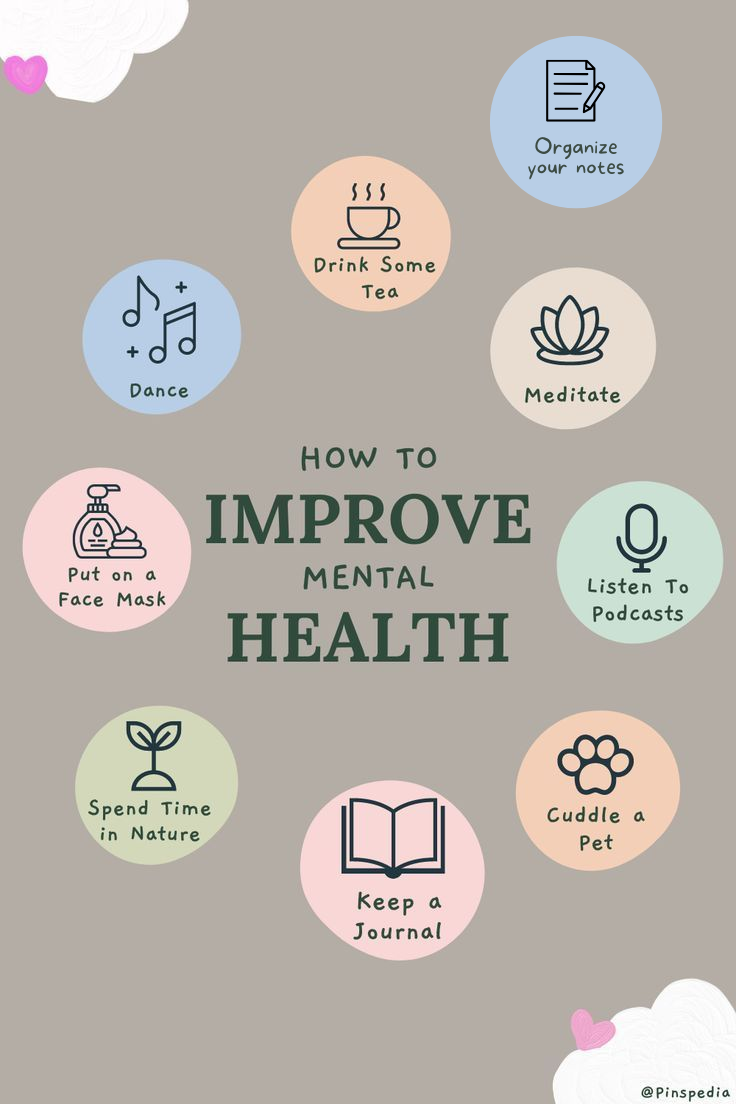 Organize
your notes
Drink Some
Tea
Dance
Meditate
HOW TO
IMPROVE
MENTAL
HEALTH
Put on a
Face Mask
Listen To
Podcasts
Spend Time
in Nature
Cuddle a
Pet
Keep a
Journal
@Pinspedia